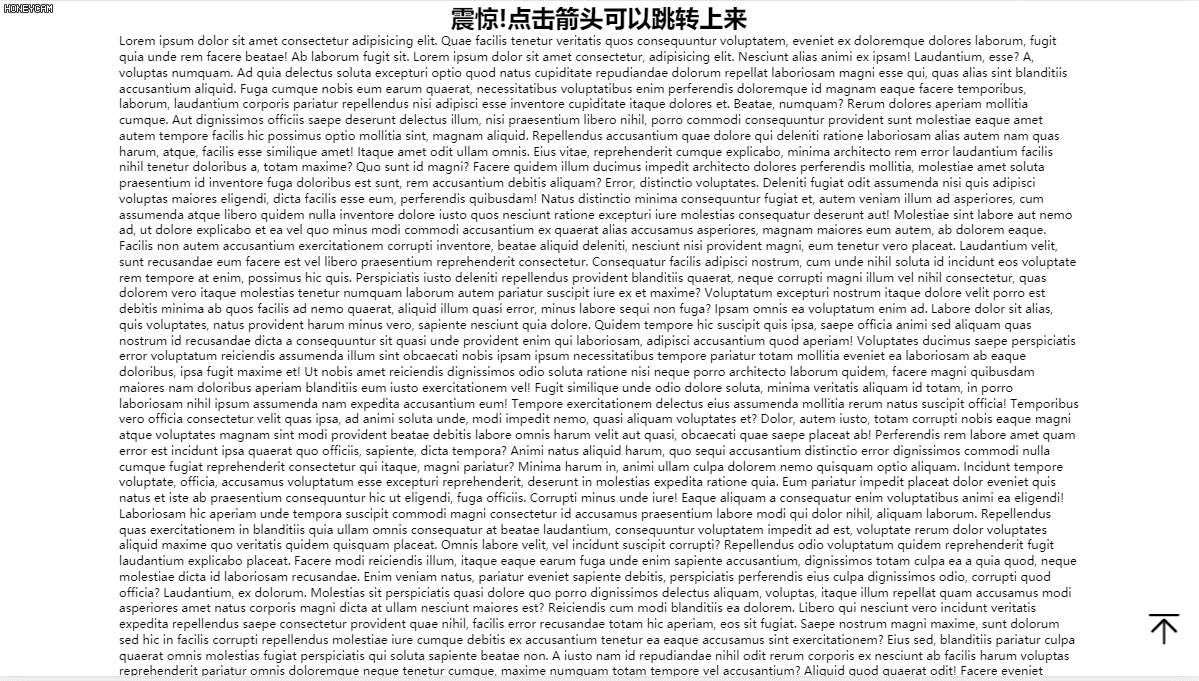 HONEYCAM
震惊!点击箭头可以跳转上来
Lorem ipsum dolor sit amet consectetur adipisicing elit. Quae facilis tenetur veritatis quos consequuntur voluptatem, eveniet ex doloremque dolores laborum, fugit
quia unde rem facere beatae! Ab laborum fugit sit. Lorem ipsum dolor sit amet consectetur, adipisicing elit. Nesciunt alias animi ex ipsam! Laudantium, esse? A,
voluptas numquam. Ad quia delectus soluta excepturi optio quod natus cupiditate repudiandae dolorum repellat laboriosam magni esse qui, quas alias sint blanditiis
accusantium aliquid. Fuga cumque nobis eum earum quaerat, necessitatibus voluptatibus enim perferendis doloremque id magnam eaque facere temporibus,
laborum, laudantium corporis pariatur repellendus nisi adipisci esse inventore cupiditate itaque dolores et. Beatae, numquam? Rerum dolores aperiam mollitia
cumque. Aut dignissimos officiis saepe deserunt delectus illum, nisi praesentium libero nihil, porro commodi consequuntur provident sunt molestiae eaque amet
autem tempore facilis hic possimus optio mollitia sint, magnam aliquid. Repellendus accusantium quae dolore qui deleniti ratione laboriosam alias autem nam quas
harum, atque, facilis esse similique amet! Itaque amet odit ullam omnis. Eius vitae, reprehenderit cumque explicabo, minima architecto rem error laudantium facilis
nihil tenetur doloribus a, totam maxime? Quo sunt id magni? Facere quidem illum ducimus impedit architecto dolores perferendis mollitia, molestiae amet soluta
praesentium id inventore fuga doloribus est sunt, rem accusantium debitis aliquam? Error, distinctio voluptates. Deleniti fugiat odit assumenda nisi quis adipisci
voluptas maiores eligendi, dicta facilis esse eum, perferendis quibusdam! Natus distinctio minima consequuntur fugiat et, autem veniam illum ad asperiores, cum
assumenda atque libero quidem nulla inventore dolore iusto quos nesciunt ratione excepturi iure molestias consequatur deserunt aut! Molestiae sint labore aut nemo
ad, ut dolore explicabo et ea vel quo minus modi commodi accusantium ex quaerat alias accusamus asperiores, magnam maiores eum autem, ab dolorem eaque.
Facilis non autem accusantium exercitationem corrupti inventore, beatae aliquid deleniti, nesciunt nisi provident magni, eum tenetur vero placeat. Laudantium velit,
sunt recusandae eum facere est vel libero praesentium reprehenderit consectetur. Consequatur facilis adipisci nostrum, cum unde nihil soluta id incidunt eos voluptate
rem tempore at enim, possimus hic quis. Perspiciatis iusto deleniti repellendus provident blanditiis quaerat, neque corrupti magni illum vel nihil consectetur, quas
dolorem vero itaque molestias tenetur numquam laborum autem pariatur suscipit iure ex et maxime? Voluptatum excepturi nostrum itaque dolore velit porro est
debitis minima ab quos facilis ad nemo quaerat, aliquid illum quasi error, minus labore sequi non fuga? Ipsam omnis ea voluptatum enim ad. Labore dolor sit alias,
quis voluptates, natus provident harum minus vero, sapiente nesciunt quia dolore. Quidem tempore hic suscipit quis ipsa, saepe officia animi sed aliquam quas
nostrum id recusandae dicta a consequuntur sit quasi unde provident enim qui laboriosam, adipisci accusantium quod aperiam! Voluptates ducimus saepe perspiciatis
error voluptatum reiciendis assumenda illum sint obcaecati nobis ipsam ipsum necessitatibus tempore pariatur totam mollitia eveniet ea laboriosam ab eaque
doloribus, ipsa fugit maxime et! Ut nobis amet reiciendis dignissimos odio soluta ratione nisi neque porro architecto laborum quidem, facere magni quibusdam
maiores nam doloribus aperiam blanditiis eum iusto exercitationem vel! Fugit similique unde odio dolore soluta, minima veritatis aliquam id totam, in porro
laboriosam nihil ipsum assumenda nam expedita accusantium eum! Tempore exercitationem delectus eius assumenda mollitia rerum natus suscipit officia! Temporibus
vero officia consectetur velit quas ipsa, ad animi soluta unde, modi impedit nemo, quasi aliquam voluptates et? Dolor, autem iusto, totam corrupti nobis eaque magni
atque voluptates magnam sint modi provident beatae debitis labore omnis harum velit aut quasi, obcaecati quae saepe placeat ab! Perferendis rem labore amet quam
error est incidunt ipsa quaerat quo officiis, sapiente, dicta tempora? Animi natus aliquid harum, quo sequi accusantium distinctio error dignissimos commodi nulla
cumque fugiat reprehenderit consectetur qui itaque, magni pariatur? Minima harum in, animi ullam culpa dolorem nemo quisquam optio aliquam. Incidunt tempore
voluptate, officia, accusamus voluptatum esse excepturi reprehenderit, deserunt in molestias expedita ratione quia. Eum pariatur impedit placeat dolor eveniet quis
natus et iste ab praesentium consequuntur hic ut eligendi, fuga officiis. Corrupti minus unde iure! Eaque aliquam a consequatur enim voluptatibus animi ea eligendi!
Laboriosam hic aperiam unde tempora suscipit commodi magni consectetur id accusamus praesentium labore modi qui dolor nihil, aliquam laborum. Repellendus
quas exercitationem in blanditiis quia ullam omnis consequatur at beatae laudantium, consequuntur voluptatem impedit ad est, voluptate rerum dolor voluptates
aliquid maxime quo veritatis quidem quisquam placeat. Omnis labore velit, vel incidunt suscipit corrupti? Repellendus odio voluptatum quidem reprehenderit fugit
laudantium explicabo placeat. Facere modi reiciendis illum, itaque eaque earum fuga unde enim sapiente accusantium, dignissimos totam culpa ea a quia quod, neque
molestiae dicta id laboriosam recusandae. Enim veniam natus, pariatur eveniet sapiente debitis, perspiciatis perferendis eius culpa dignissimos odio, corrupti quod
officia? Laudantium, ex dolorum. Molestias sit perspiciatis quasi dolore quo porro dignissimos delectus aliquam, voluptas, itaque illum repellat quam accusamus modi
asperiores amet natus corporis magni dicta at ullam nesciunt maiores est? Reiciendis cum modi blanditiis ea dolorem. Libero qui nesciunt vero incidunt veritatis
expedita repellendus saepe consectetur provident quae nihil, facilis error recusandae totam hic aperiam, eos sit fugiat. Saepe nostrum magni maxime, sunt dolorum
sed hic in facilis corrupti repellendus molestiae iure cumque debitis ex accusantium tenetur ea eaque accusamus sint exercitationem? Eius sed, blanditiis pariatur culpa
quaerat omnis molestias fugiat perspiciatis qui soluta sapiente beatae non. A iusto nam id repudiandae nihil odit rerum corporis ex nesciunt ab facilis harum voluptas
reprehenderit pariatur omnis doloremque neque tenetur cumque, maxime numquam totam tempore vel accusantium? Aliquid quod quaerat odit! Facere eveniet